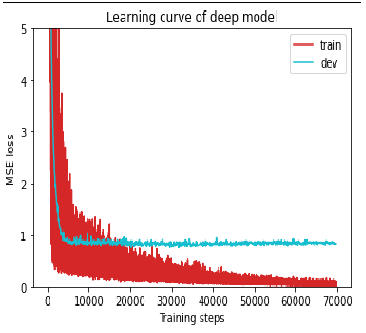 Learning curve of deep model
5
4
3
2
1
0
MSE loss
train
dev
0 10000 20000 30000 40000 50000 60000 70000
Training steps